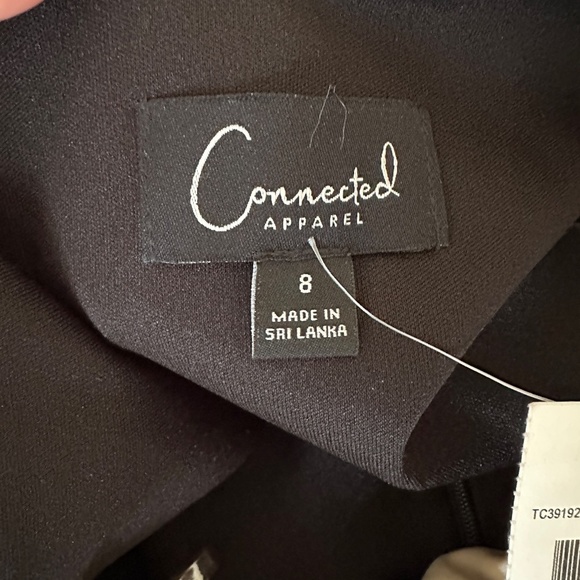 Connected
APPAREL
8
MADE IN
SRI LANKA
TC39192